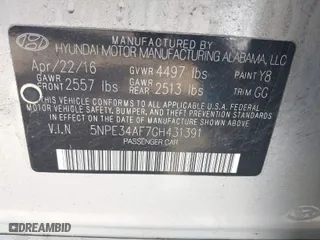 MANUFACTURED BY
HYUNDAI MOTOR MANUFACTURING ALABAMA, LLC
Apr/22/16 GVWR 4497 lbs PAINT Y8
GAWR FRONT 2557 lbs GAWR REAR 2513 lbs TRIM GG
THIS VEHICLE CONFORMS TO ALL APPLICABLE U.S.A. FEDERAL
MOTOR VEHICLE SAFETY, BUMPER, AND THEFT PREVENTION
STANDARDS IN EFFECT ON THE DATE OF MANUFACTURE
SHOWN ABOVE.
V.I.N 5NPE34AF7GH431391
PASSENGER CAR
DREAMBID.COM